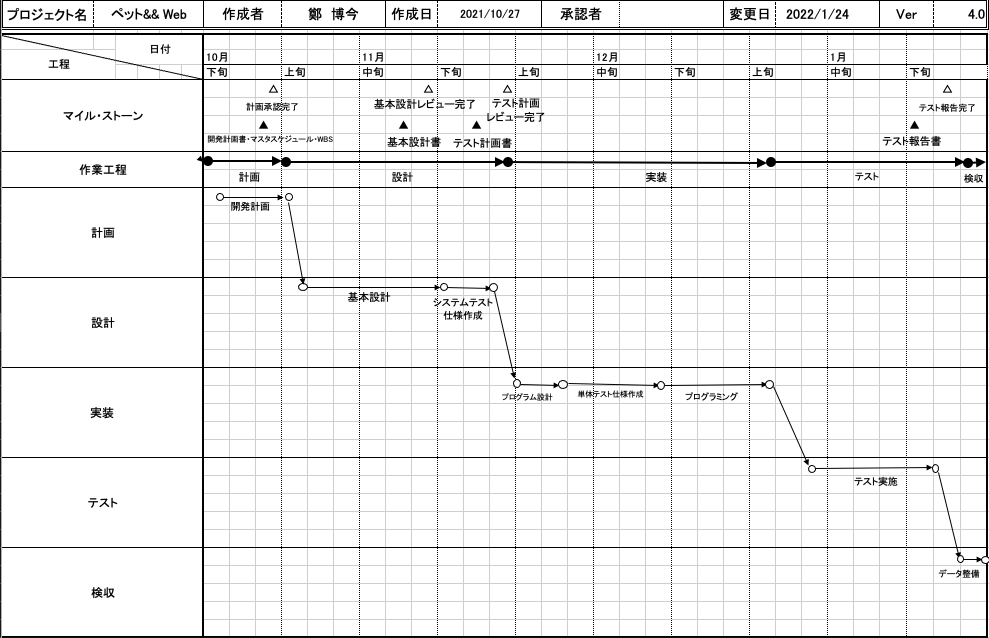 プロジェクト名 ペット&& Web 作成者 鄭 博今 作成日 2021/10/27 承認者 変更日 2022/1/24 Ver 4.0
日付
工程
10月 11月 12月 1月
下旬 上旬 中旬 下旬 上旬 中旬 下旬 上旬 中旬 下旬
マイル・ストーン
△ △ △ △
計画承認完了 基本設計レビュー完了 テスト計画 テスト報告完了
レビュー完了
▲ ▲ ▲ ▲
開発計画書・マスタスケジュール・WBS 基本設計書 テスト計画書 テスト報告書
作業工程
計画 設計 実装 テスト 検収
計画
開発計画
設計
基本設計 システムテスト
仕様作成
実装
プログラム設計 単体テスト仕様作成 プログラミング
テスト
テスト実施
検収
データ整備